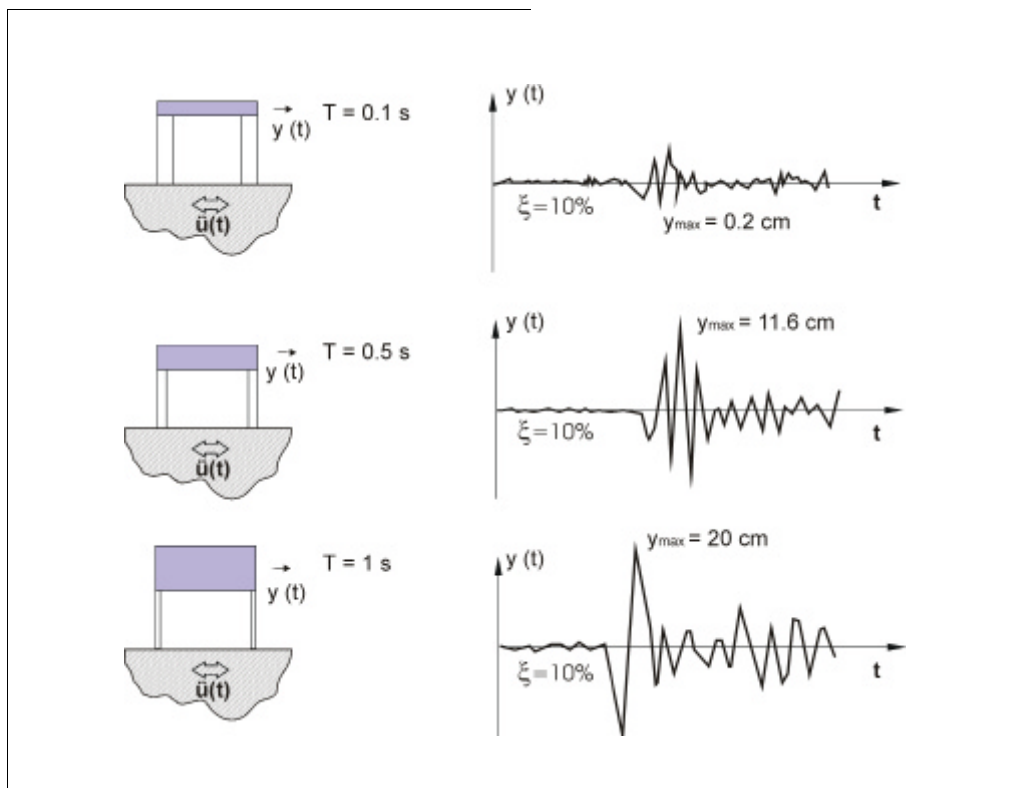 T = 0.1 s
y (t)
ü(t)
y (t)
ξ=10%
t
ymax = 0.2 cm
T = 0.5 s
y (t)
ü(t)
y (t)
ymax = 11.6 cm
ξ=10%
t
T = 1 s
y (t)
ü(t)
ymax = 20 cm
y (t)
ξ=10%
t